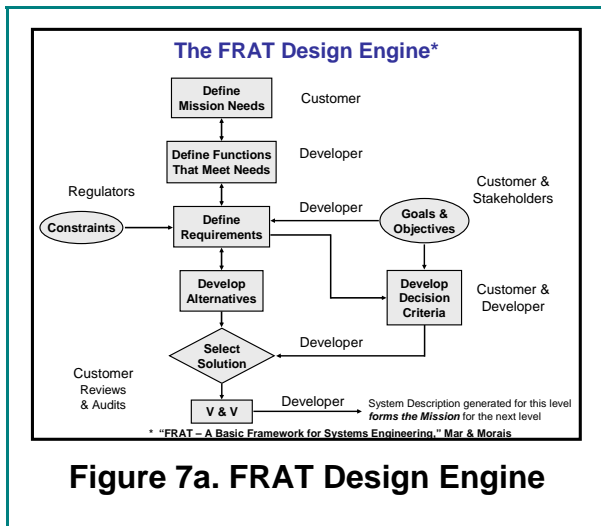 The FRAT Design Engine*
Define
Mission Needs
Customer
Define Functions
That Meet Needs
Developer
Regulators
Customer &
Stakeholders
Developer
Constraints
Define
Requirements
Goals &
Objectives
Develop
Alternatives
Develop
Decision
Criteria
Customer &
Developer
Select
Solution
Developer
Customer
Reviews
& Audits
V & V
Developer
System Description generated for this level
forms the Mission for the next level
* "FRAT – A Basic Framework for Systems Engineering," Mar & Morais
Figure 7a. FRAT Design Engine